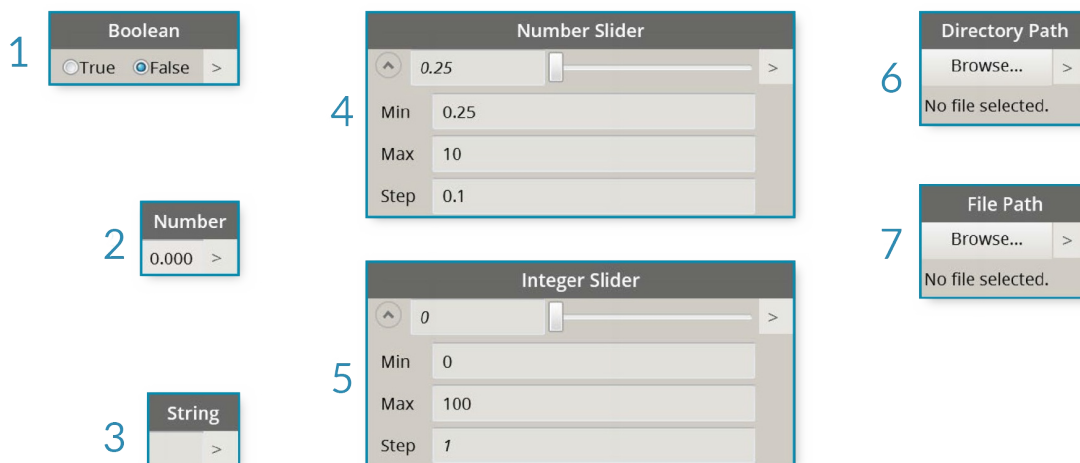 1
Boolean
True False >
2
Number
0.000 >
3
String
>
4
Number Slider
0.25 >
Min 0.25
Max 10
Step 0.1
5
Integer Slider
0 >
Min 0
Max 100
Step 1
6
Directory Path
Browse... >
No file selected.
7
File Path
Browse... >
No file selected.